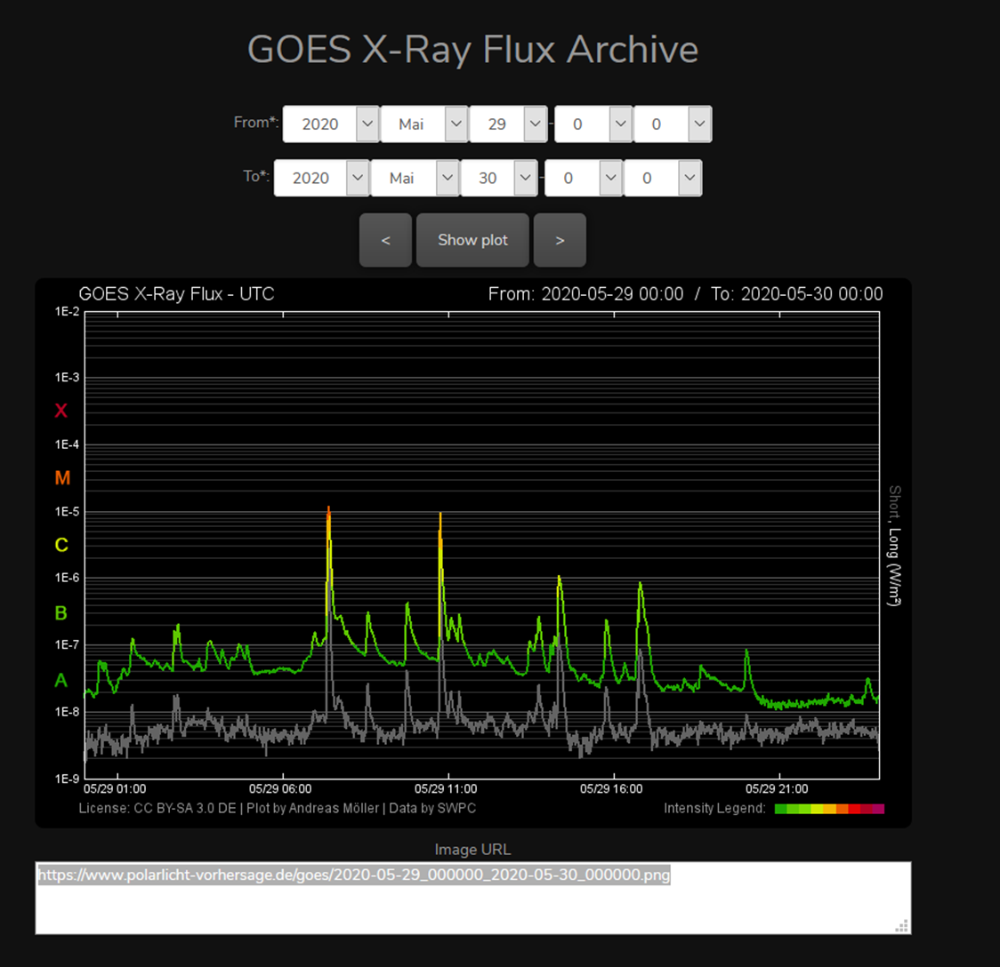 GOES X-Ray Flux Archive
From*: 2020 Mai 29 - 0 0
To*: 2020 Mai 30 - 0 0
< Show plot >
GOES X-Ray Flux - UTC From: 2020-05-29 00:00 / To: 2020-05-30 00:00
1E-2
1E-3
X
1E-4
M
1E-5
C
1E-6
B
1E-7
A
1E-8
1E-9
Short, Long (W/m²)
05/29 01:00 05/29 06:00 05/29 11:00 05/29 16:00 05/29 21:00
License: CC BY-SA 3.0 DE | Plot by Andreas Möller | Data by SWPC Intensity Legend:
Image URL
https://www.polarlicht-vorhersage.de/goes/2020-05-29_000000_2020-05-30_000000.png